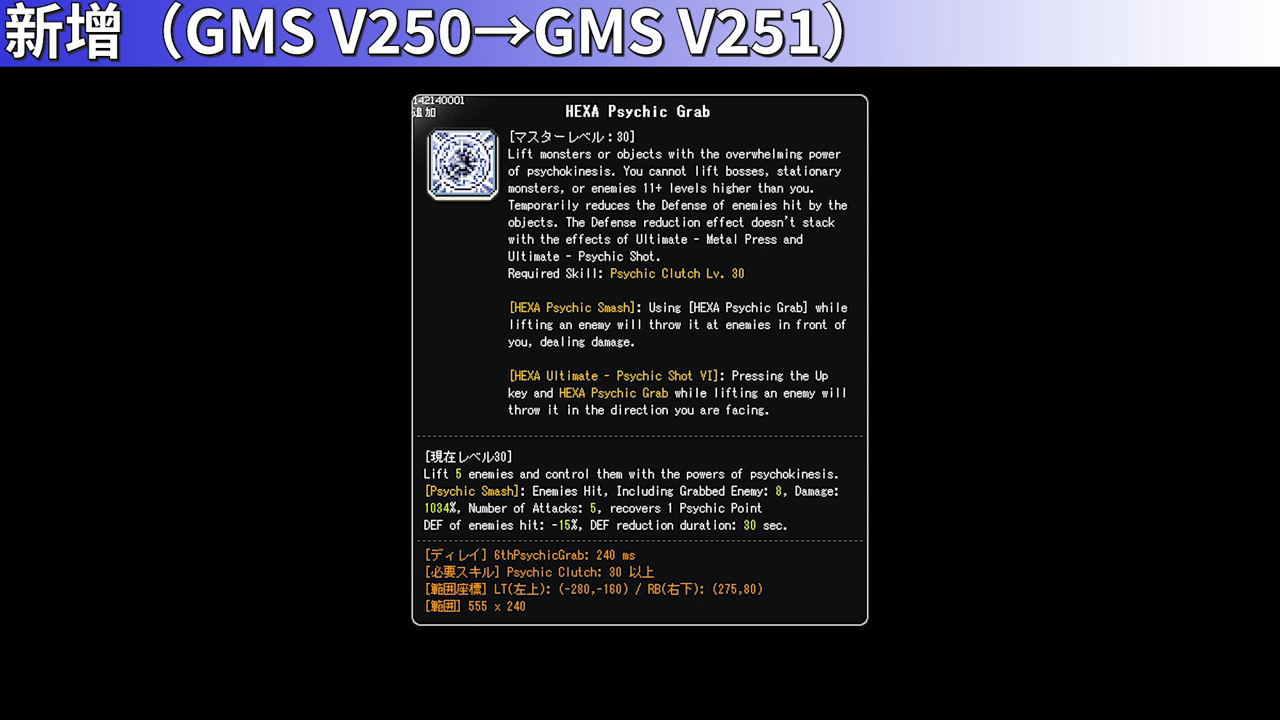 新増（GMS V250→GMS V251）
142140001
追加
HEXA Psychic Grab
[マスターレベル：30]
Lift monsters or objects with the overwhelming power
of psychokinesis. You cannot lift bosses, stationary
monsters, or enemies 11+ levels higher than you.
Temporarily reduces the Defense of enemies hit by the
objects. The Defense reduction effect doesn't stack
with the effects of Ultimate - Metal Press and
Ultimate - Psychic Shot.
Required Skill: Psychic Clutch Lv. 30
[HEXA Psychic Smash]: Using [HEXA Psychic Grab] while
lifting an enemy will throw it at enemies in front of
you, dealing damage.
[HEXA Ultimate - Psychic Shot VI]: Pressing the Up
key and HEXA Psychic Grab while lifting an enemy will
throw it in the direction you are facing.
[現在レベル30]
Lift 5 enemies and control them with the powers of psychokinesis.
[Psychic Smash]: Enemies Hit, Including Grabbed Enemy: 8, Damage:
1034%, Number of Attacks: 5, recovers 1 Psychic Point
DEF of enemies hit: -15%, DEF reduction duration: 30 sec.
[ディレイ] 6thPsychicGrab: 240 ms
[必要スキル] Psychic Clutch: 30 以上
[範囲座標] LT(左上): (-280,-160) / RB(右下): (275,80)
[範囲] 555 x 240